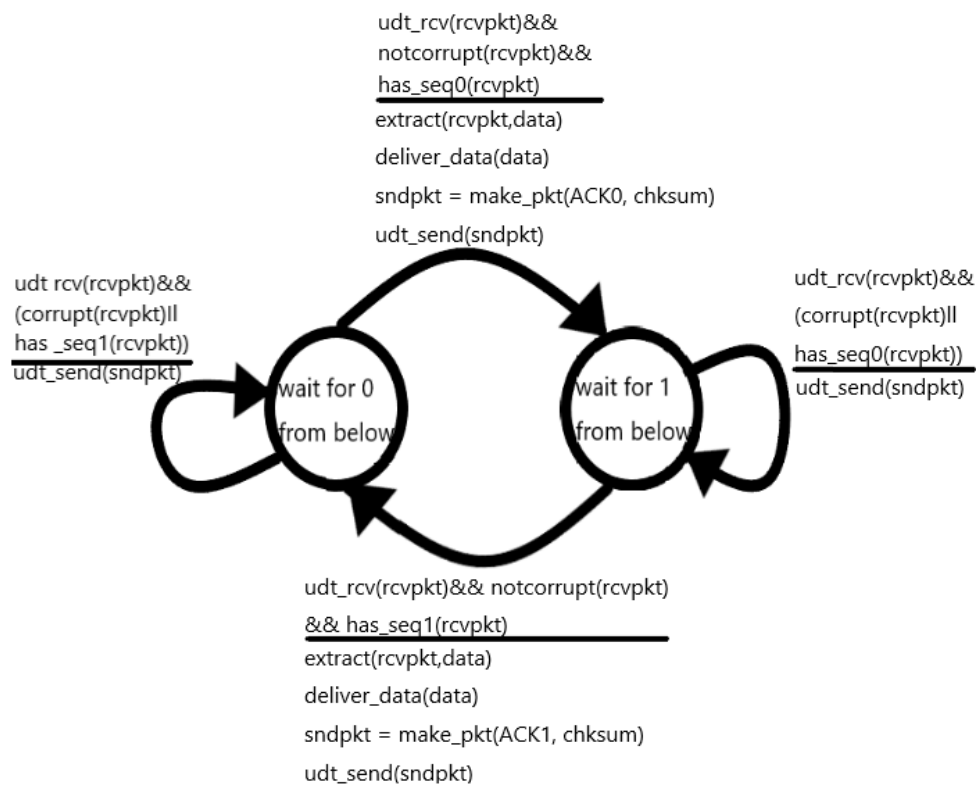 udt_rcv(rcvpkt)&&
notcorrupt(rcvpkt)&&
has_seq0(rcvpkt)
extract(rcvpkt,data)
deliver_data(data)
sndpkt = make_pkt(ACK0, chksum)
udt_send(sndpkt)
udt rcv(rcvpkt)&&
(corrupt(rcvpkt)ll
has _seq1(rcvpkt))
udt_send(sndpkt)
wait for 0
from below
wait for 1
from below
udt_rcv(rcvpkt)&&
(corrupt(rcvpkt)ll
has_seq0(rcvpkt))
udt_send(sndpkt)
udt_rcv(rcvpkt)&& notcorrupt(rcvpkt)
&& has_seq1(rcvpkt)
extract(rcvpkt,data)
deliver_data(data)
sndpkt = make_pkt(ACK1, chksum)
udt_send(sndpkt)